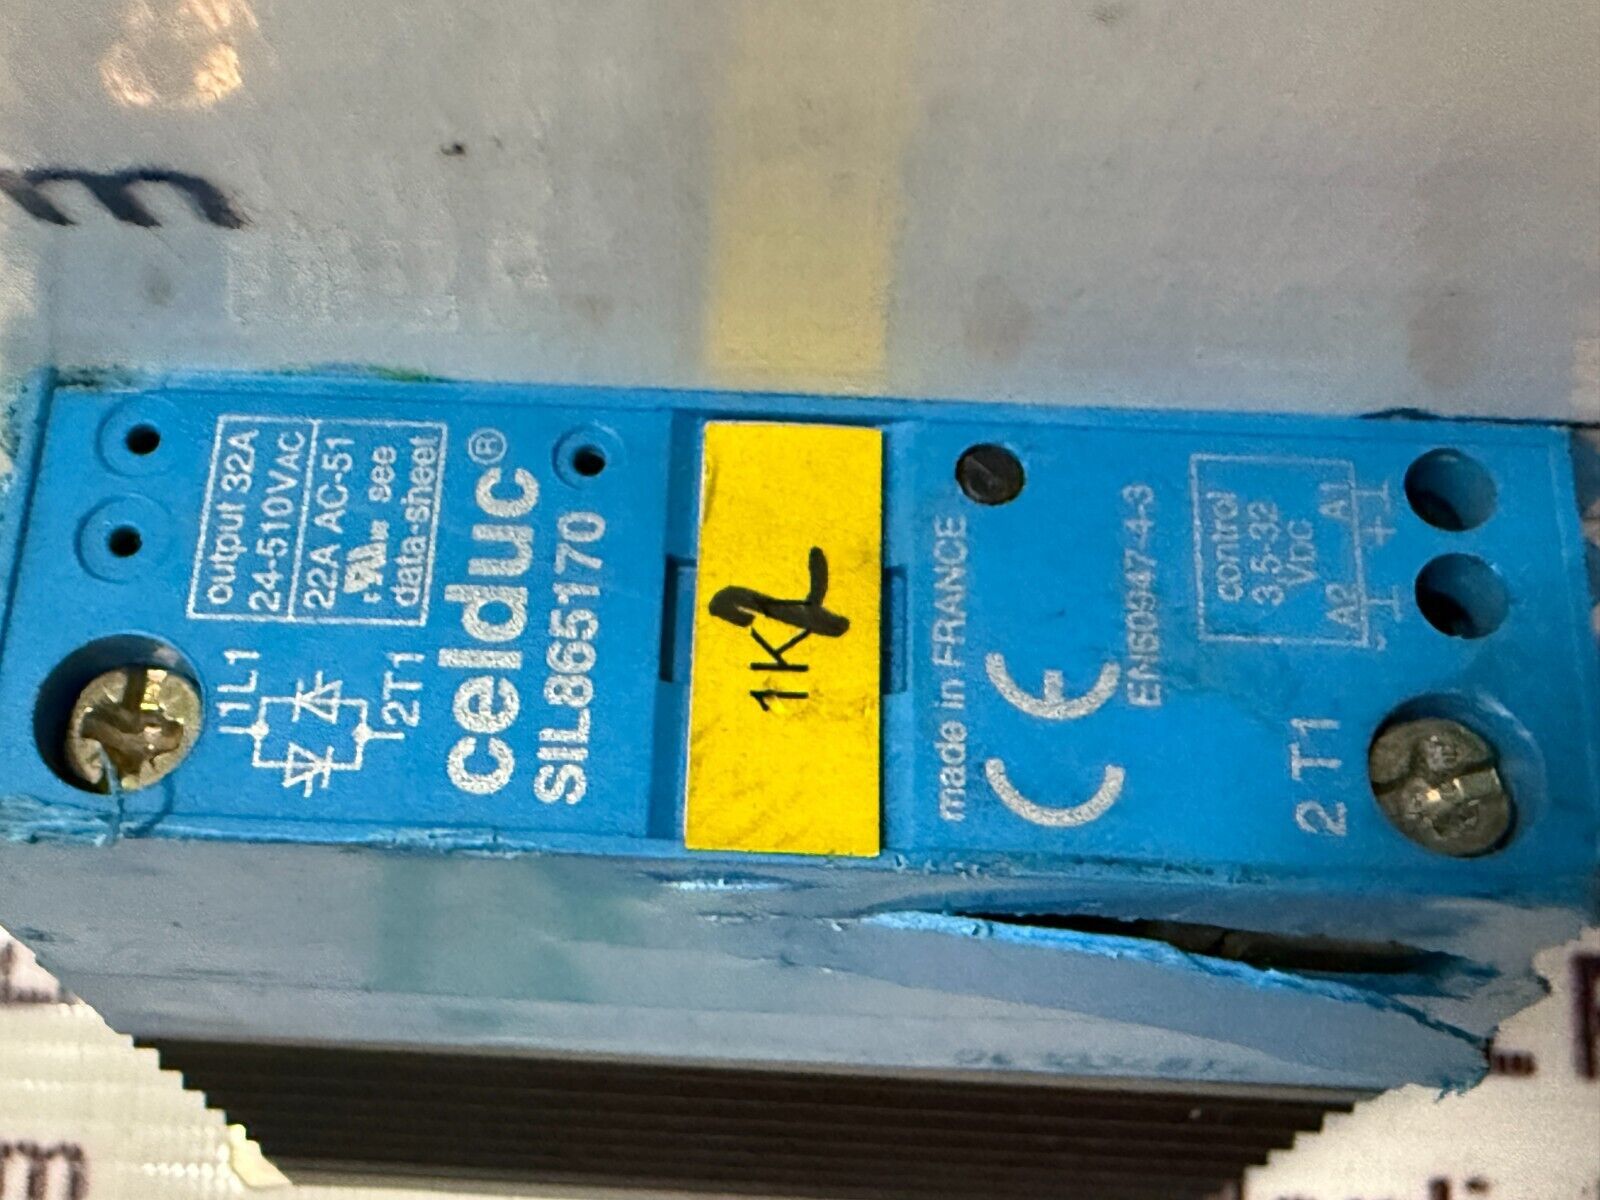 output 32A
24-510VAC
22A AC-51
see
data-sheet
1L1
2T1
celduc®
SIL865170
1K2
made in FRANCE
CE
EN60947-4-3
control
3.5-32
VDC
A2 A1
- +
2 T1
m
m